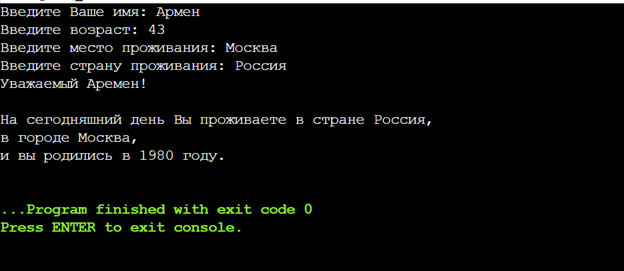 Введите Ваше имя: Армен
Введите возраст: 43
Введите место проживания: Москва
Введите страну проживания: Россия
Уважаемый Аремен!
На сегодняшний день Вы проживаете в стране Россия,
в городе Москва,
и вы родились в 1980 году.
...Program finished with exit code 0
Press ENTER to exit console.